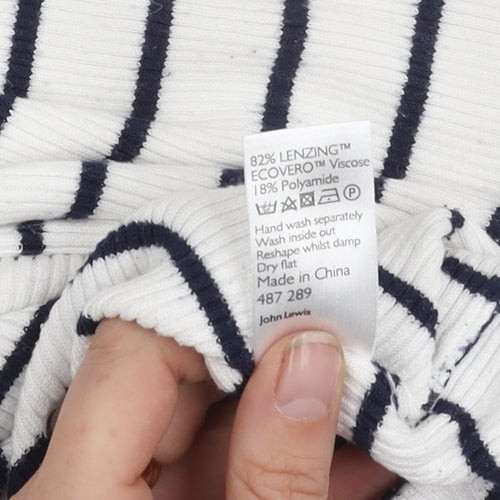 82% LENZING™
ECOVERO™ Viscose
18% Polyamide
P
Hand wash separately
Wash inside out
Reshape whilst damp
Dry flat
Made in China
487 289
John Lewis